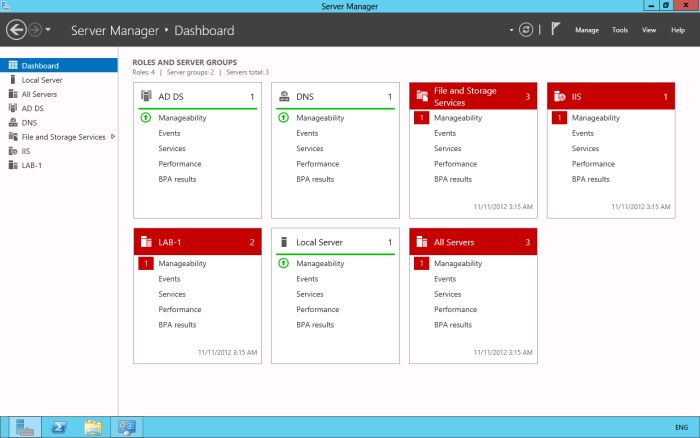 Server Manager
Server Manager ‣ Dashboard
Manage Tools View Help
Dashboard
Local Server
All Servers
AD DS
DNS
File and Storage Services
IIS
LAB-1
ROLES AND SERVER GROUPS
Roles: 4 | Server groups: 2 | Servers total: 3
AD DS 1
Manageability
Events
Services
Performance
BPA results
DNS 1
Manageability
Events
Services
Performance
BPA results
File and Storage
Services 3
1 Manageability
Events
Services
Performance
BPA results
11/11/2012 3:15 AM
IIS 1
1 Manageability
Events
Services
Performance
BPA results
11/11/2012 3:15 AM
LAB-1 2
1 Manageability
Events
Services
Performance
BPA results
11/11/2012 3:15 AM
Local Server 1
Manageability
Events
Services
Performance
BPA results
All Servers 3
1 Manageability
Events
Services
Performance
BPA results
11/11/2012 3:15 AM
ENG